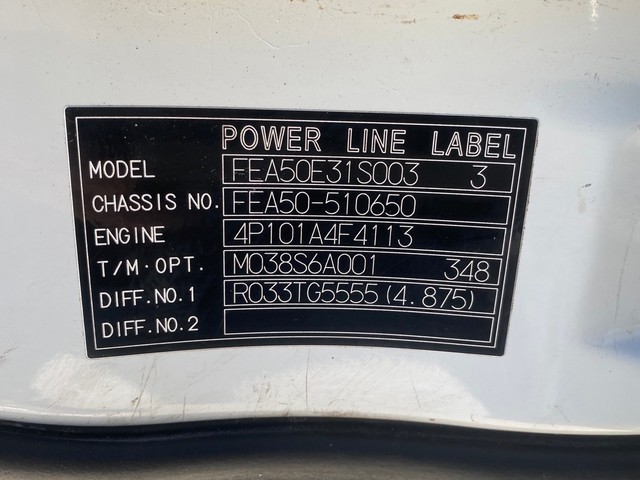 POWER LINE LABEL
MODEL FEA50E31S003 3
CHASSIS NO. FEA50-510650
ENGINE 4P101A4F4113
T/M·OPT. M038S6A001 348
DIFF.NO.1 R033TG5555(4.875)
DIFF.NO.2